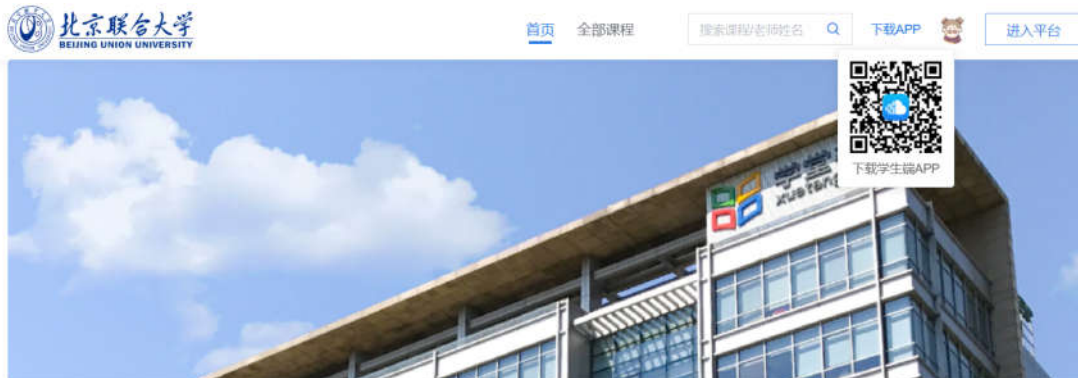 北京联合大学
BEIJING UNION UNIVERSITY
首页 全部课程
搜索课程/老师姓名
下载APP
进入平台
下载学生端APP
学堂
xuetang